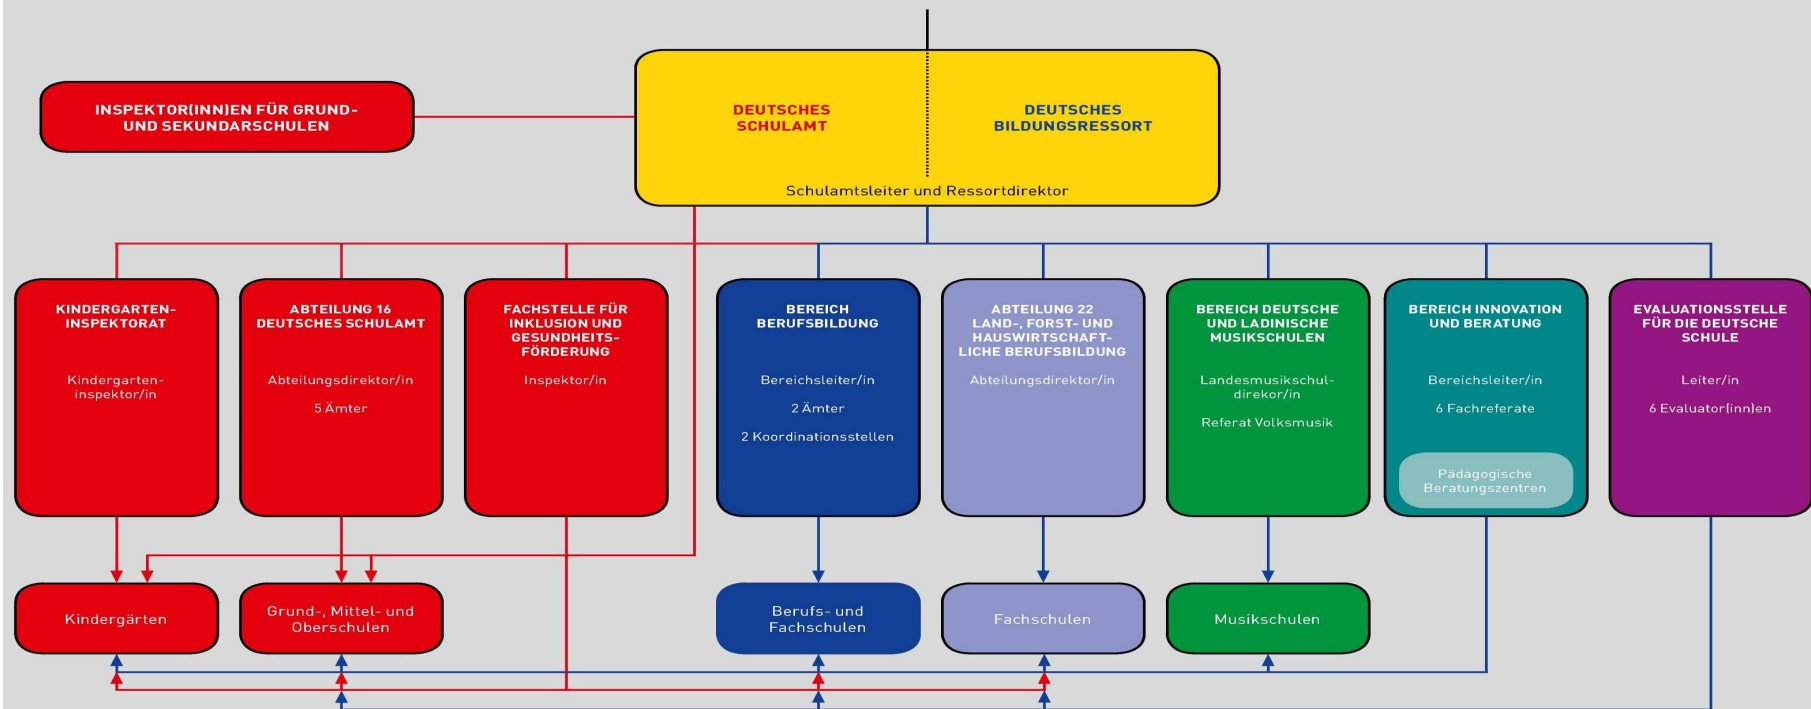 INSPEKTOR(INN)EN FÜR GRUND-
UND SEKUNDARSCHULEN
DEUTSCHES
SCHULAMT
DEUTSCHES
BILDUNGSRESSORT
Schulamtsleiter und Ressortdirektor
KINDERGARTEN-
INSPEKTORAT
Kindergarten-
inspektor/in
ABTEILUNG 16
DEUTSCHES SCHULAMT
Abteilungsdirektor/in
5 Ämter
FACHSTELLE FÜR
INKLUSION UND
GESUNDHEITS-
FÖRDERUNG
Inspektor/in
BEREICH
BERUFSBILDUNG
Bereichsleiter/in
2 Ämter
2 Koordinationsstellen
ABTEILUNG 22
LAND-, FORST- UND
HAUSWIRTSCHAFT-
LICHE BERUFSBILDUNG
Abteilungsdirektor/in
BEREICH DEUTSCHE
UND LADINISCHE
MUSIKSCHULEN
Landesmusikschul-
direkor/in
Referat Volksmusik
BEREICH INNOVATION
UND BERATUNG
Bereichsleiter/in
6 Fachreferate
Pädagogische
Beratungszentren
EVALUATIONSSTELLE
FÜR DIE DEUTSCHE
SCHULE
Leiter/in
6 Evaluator(inn)en
Kindergärten
Grund-, Mittel- und
Oberschulen
Berufs- und
Fachschulen
Fachschulen
Musikschulen